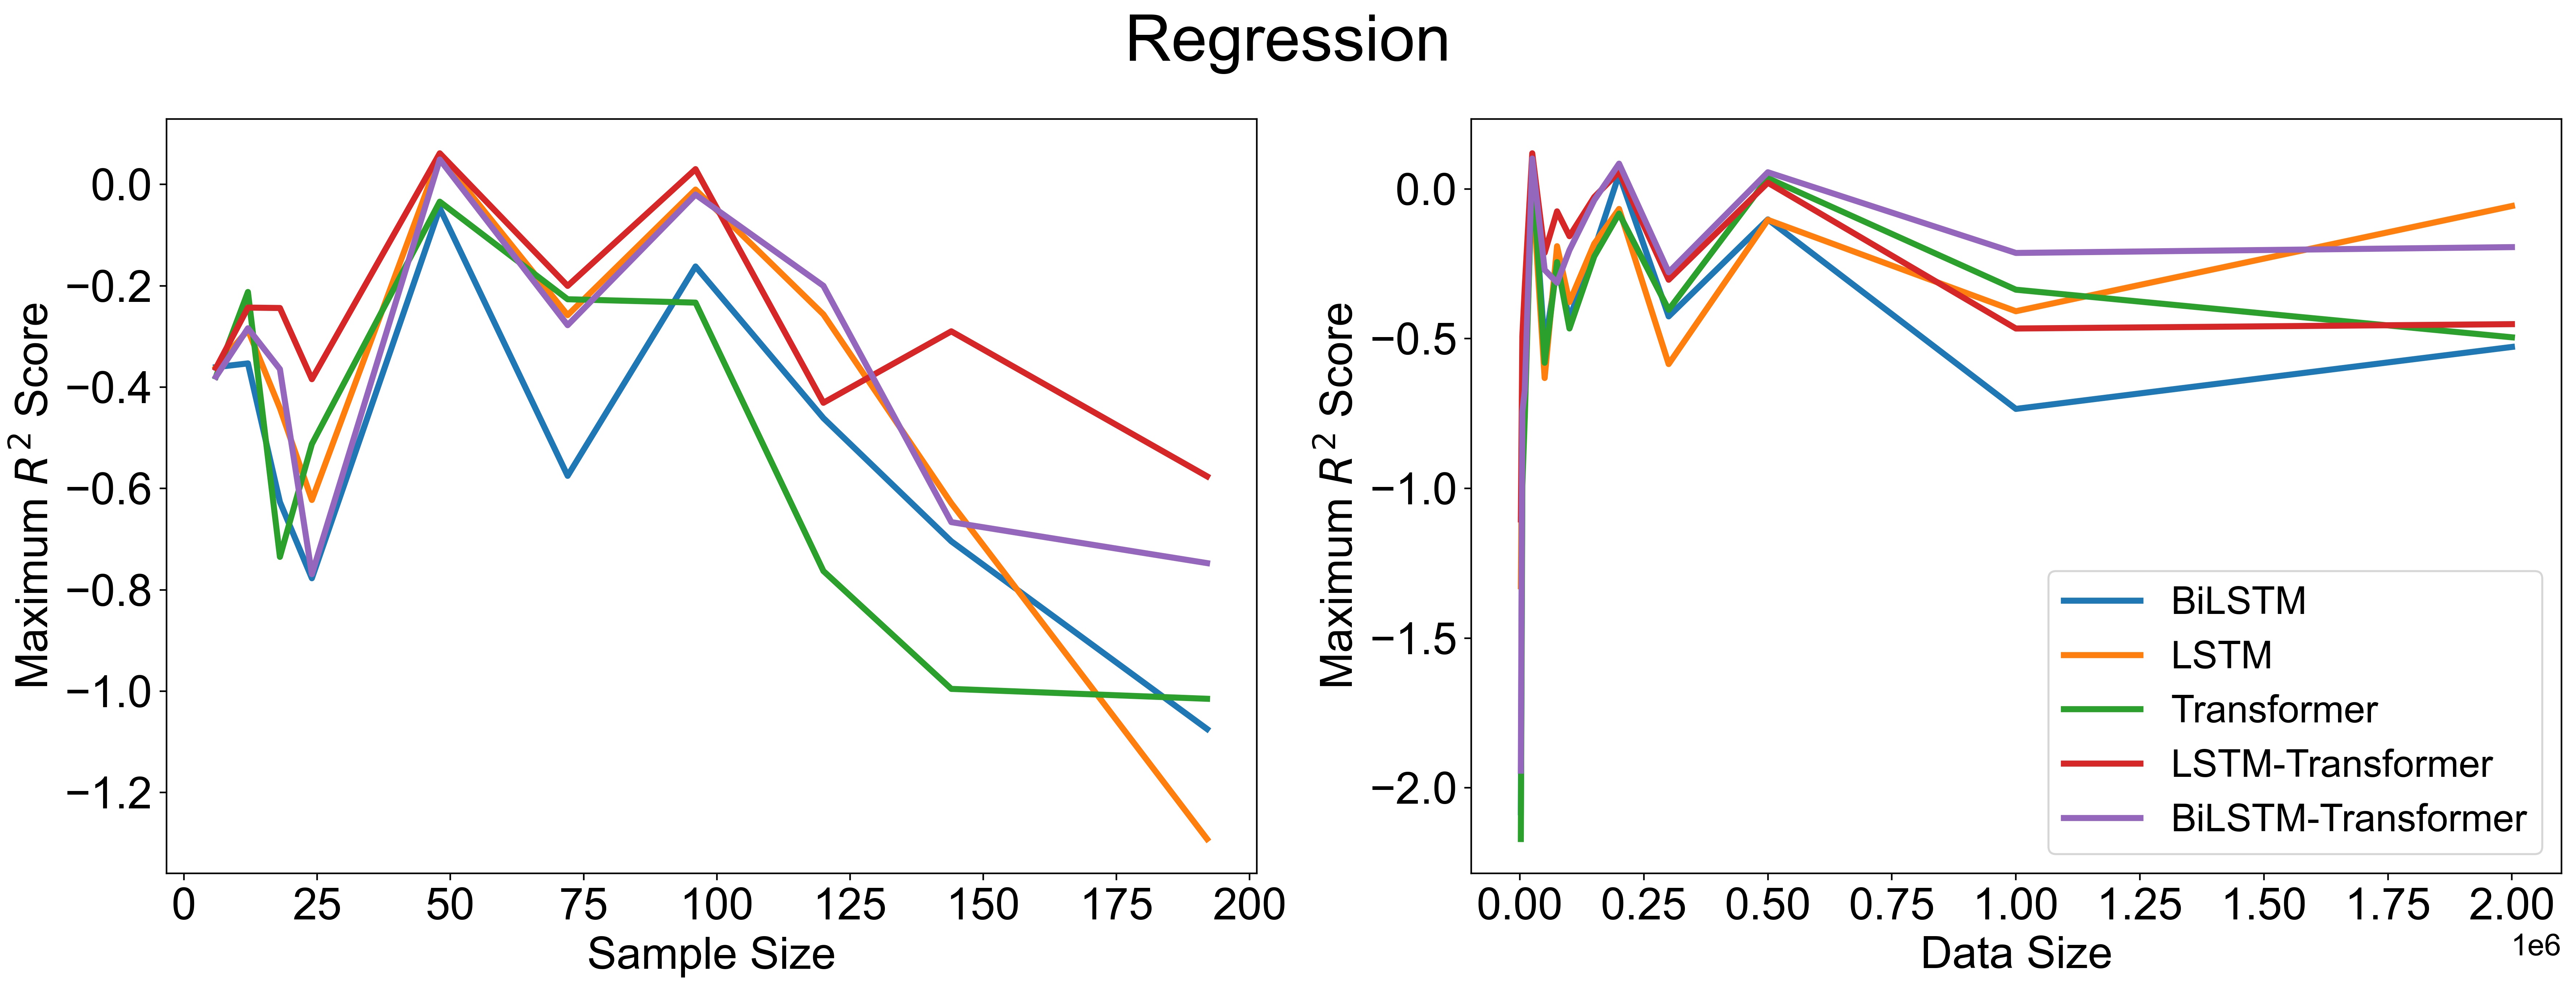 Regression
Maximum R² Score
0.0
−0.2
−0.4
−0.6
−0.8
−1.0
−1.2
0 25 50 75 100 125 150 175 200
Sample Size
Maximum R² Score
0.0
−0.5
−1.0
−1.5
−2.0
BiLSTM
LSTM
Transformer
LSTM-Transformer
BiLSTM-Transformer
0.00 0.25 0.50 0.75 1.00 1.25 1.50 1.75 2.00
1e6
Data Size